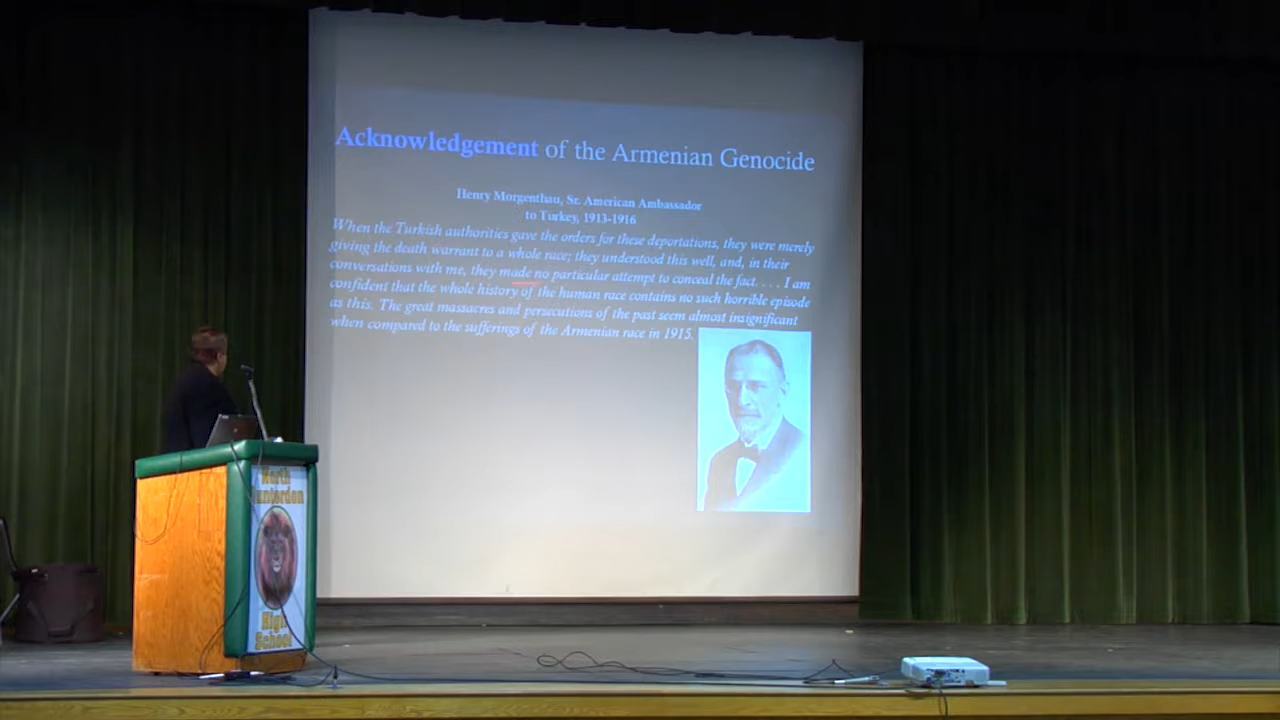 Acknowledgement of the Armenian Genocide
Henry Morgenthau, Sr. American Ambassador
to Turkey, 1913-1916
When the Turkish authorities gave the orders for these deportations, they were merely
giving the death warrant to a whole race; they understood this well, and, in their
conversations with me, they made no particular attempt to conceal the fact. . . . I am
confident that the whole history of the human race contains no such horrible episode
as this. The great massacres and persecutions of the past seem almost insignificant
when compared to the sufferings of the Armenian race in 1915.
North
Hunterdon
High
School